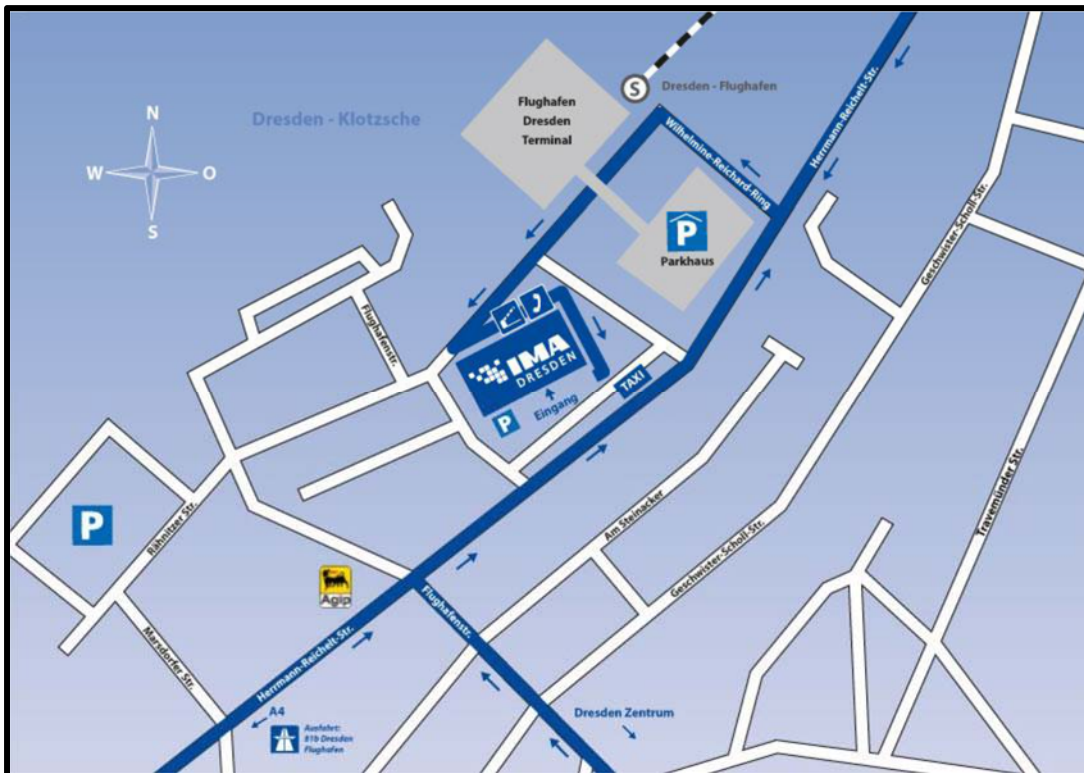 Flughafen
Dresden
Terminal
S
Dresden - Flughafen
Dresden - Klotzsche
N
W
O
S
Wilhelmine-Reichard-Ring
Herrmann-Reichelt-Str.
P
Parkhaus
Geschwister-Scholl-Str.
Flughafenstr.
IMA
DRESDEN
TAXI
Eingang
P
P
Rähnitzer Str.
Am Steinacker
Geschwister-Scholl-Str.
Travemünder Str.
Agip
Flughafenstr.
Marsdorfer Str.
Herrmann-Reichelt-Str.
A4
Ausfahrt:
81b Dresden
Flughafen
Dresden Zentrum